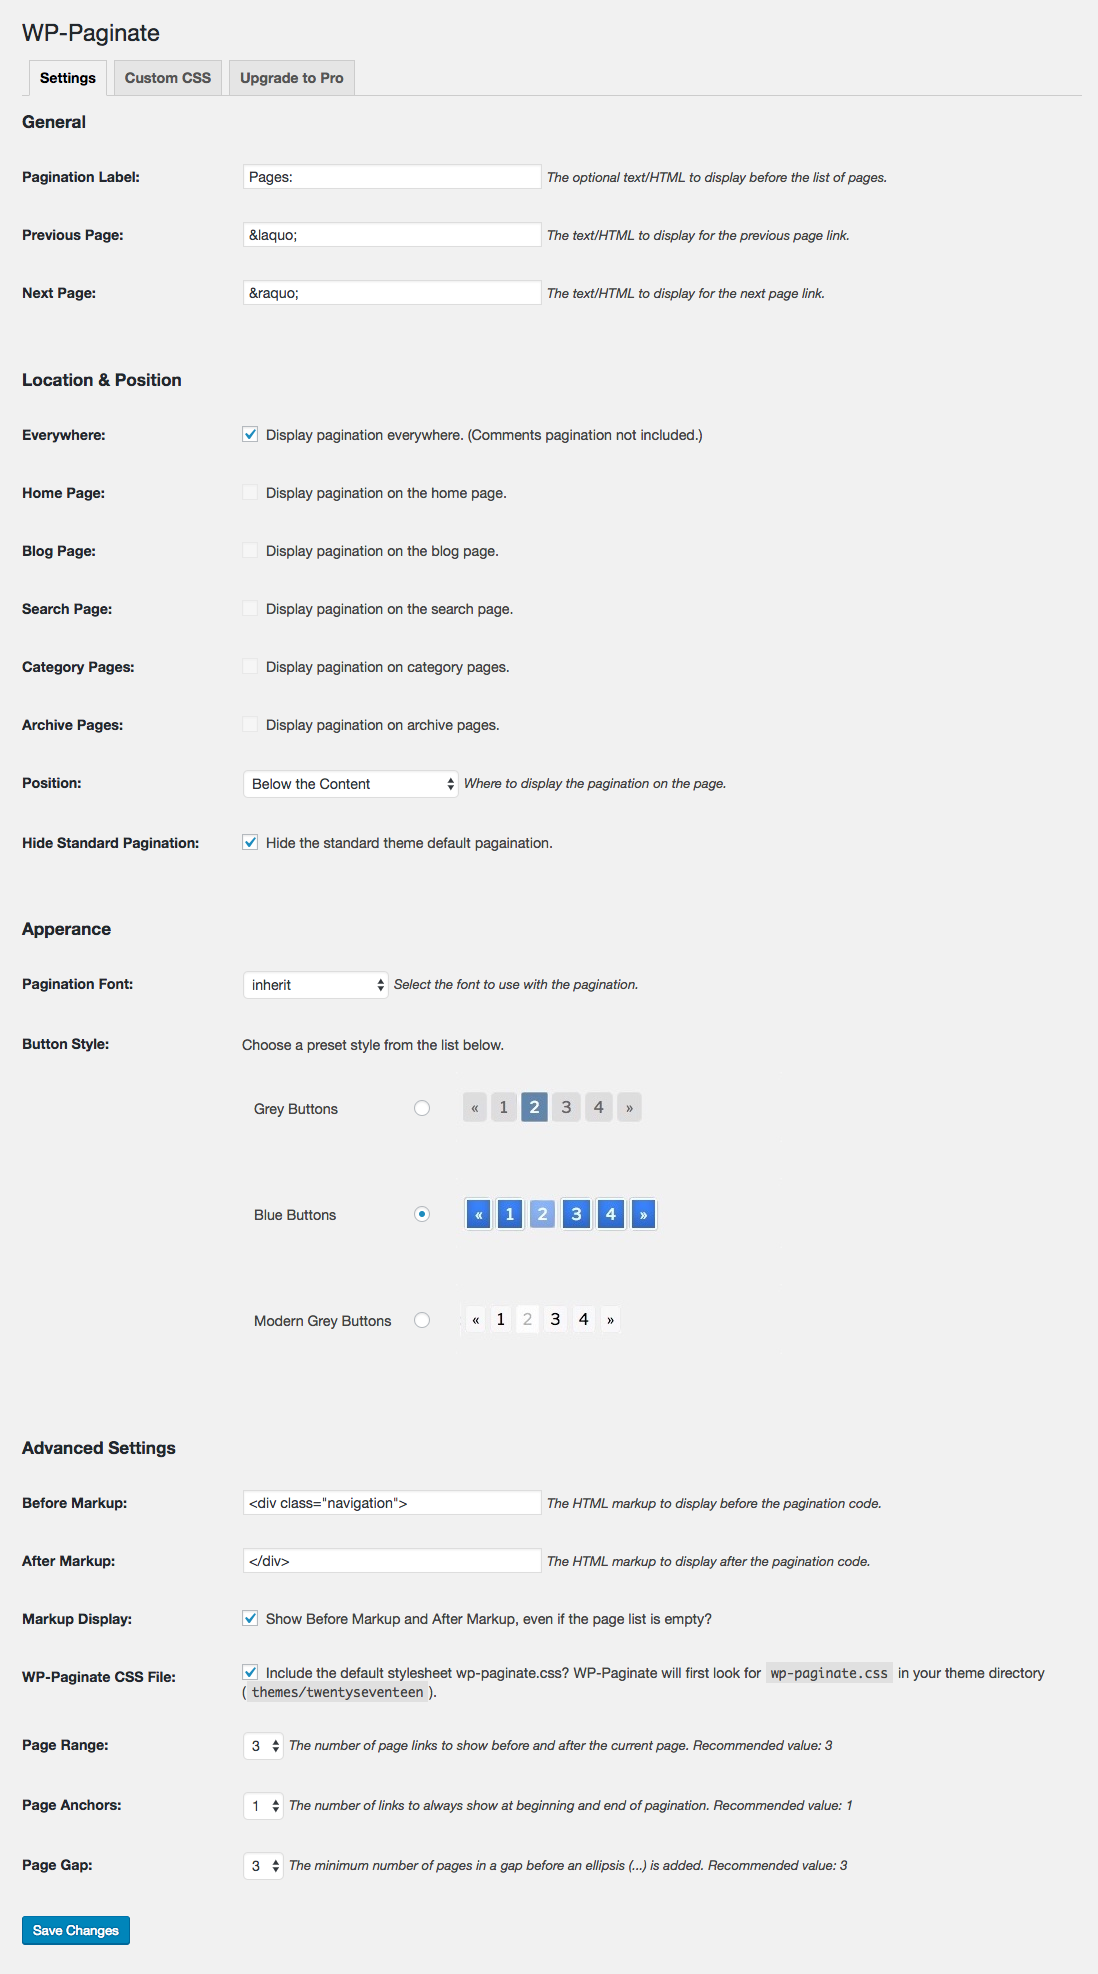 WP-Paginate
Settings Custom CSS Upgrade to Pro
General
Pagination Label: Pages: The optional text/HTML to display before the list of pages.
Previous Page: &laquo; The text/HTML to display for the previous page link.
Next Page: &raquo; The text/HTML to display for the next page link.
Location & Position
Everywhere: Display pagination everywhere. (Comments pagination not included.)
Home Page: Display pagination on the home page.
Blog Page: Display pagination on the blog page.
Search Page: Display pagination on the search page.
Category Pages: Display pagination on category pages.
Archive Pages: Display pagination on archive pages.
Position: Below the Content Where to display the pagination on the page.
Hide Standard Pagination: Hide the standard theme default pagaination.
Apperance
Pagination Font: inherit Select the font to use with the pagination.
Button Style: Choose a preset style from the list below.
Grey Buttons « 1 2 3 4 »
Blue Buttons « 1 2 3 4 »
Modern Grey Buttons « 1 2 3 4 »
Advanced Settings
Before Markup: <div class="navigation"> The HTML markup to display before the pagination code.
After Markup: </div> The HTML markup to display after the pagination code.
Markup Display: Show Before Markup and After Markup, even if the page list is empty?
WP-Paginate CSS File: Include the default stylesheet wp-paginate.css? WP-Paginate will first look for wp-paginate.css in your theme directory
(themes/twentyseventeen).
Page Range: 3 The number of page links to show before and after the current page. Recommended value: 3
Page Anchors: 1 The number of links to always show at beginning and end of pagination. Recommended value: 1
Page Gap: 3 The minimum number of pages in a gap before an ellipsis (...) is added. Recommended value: 3
Save Changes